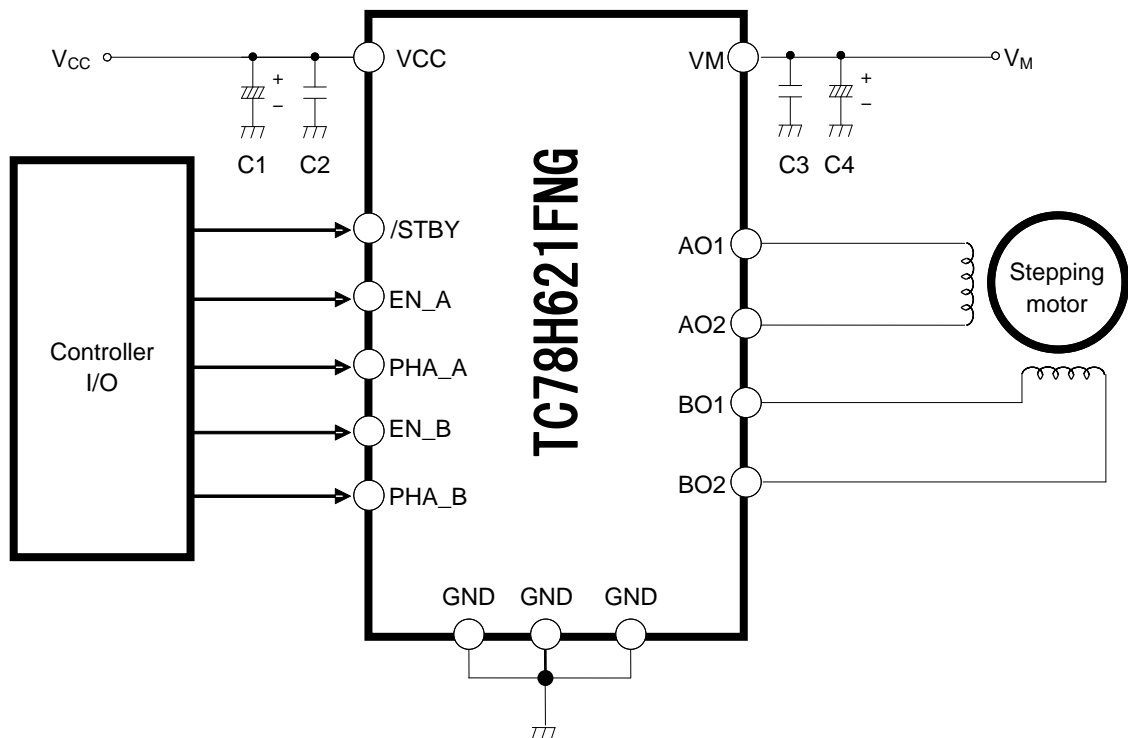 VCC
VCC
VM
VM
+
−
+
−
C1
C2
C3
C4
TC78H621FNG
Controller
I/O
/STBY
EN_A
PHA_A
EN_B
PHA_B
AO1
AO2
BO1
BO2
Stepping
motor
GND
GND
GND